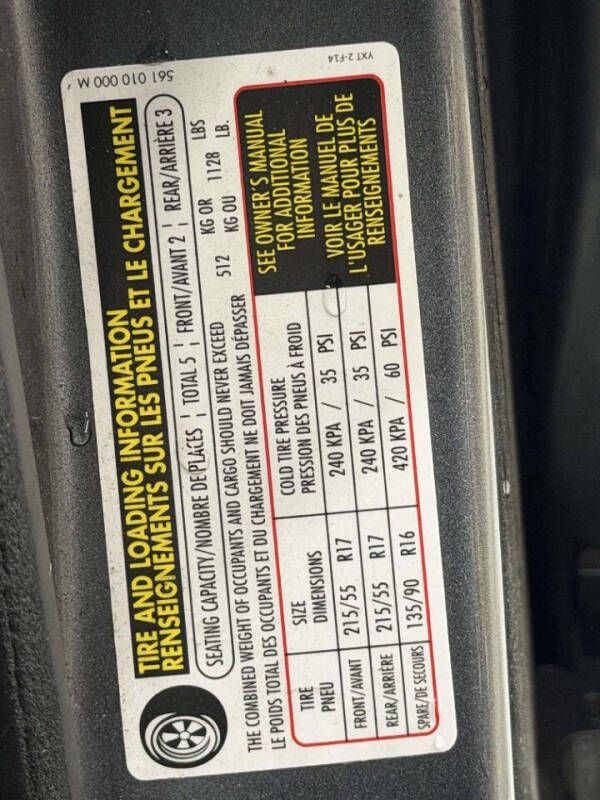 561 010 000 M
YXT 2-F14
TIRE AND LOADING INFORMATION
RENSEIGNEMENTS SUR LES PNEUS ET LE CHARGEMENT
SEATING CAPACITY/NOMBRE DE PLACES ¦ TOTAL 5 ¦ FRONT/AVANT 2 ¦ REAR/ARRIÈRE 3
THE COMBINED WEIGHT OF OCCUPANTS AND CARGO SHOULD NEVER EXCEED 512 KG OR 1128 LBS
LE POIDS TOTAL DES OCCUPANTS ET DU CHARGEMENT NE DOIT JAMAIS DÉPASSER KG OU LB.
TIRE SIZE COLD TIRE PRESSURE
PNEU DIMENSIONS PRESSION DES PNEUS À FROID
FRONT/AVANT 215/55 R17 240 KPA / 35 PSI
REAR/ARRIÈRE 215/55 R17 240 KPA / 35 PSI
SPARE/DE SECOURS 135/90 R16 420 KPA / 60 PSI
SEE OWNER'S MANUAL
FOR ADDITIONAL
INFORMATION
VOIR LE MANUEL DE
L'USAGER POUR PLUS DE
RENSEIGNEMENTS